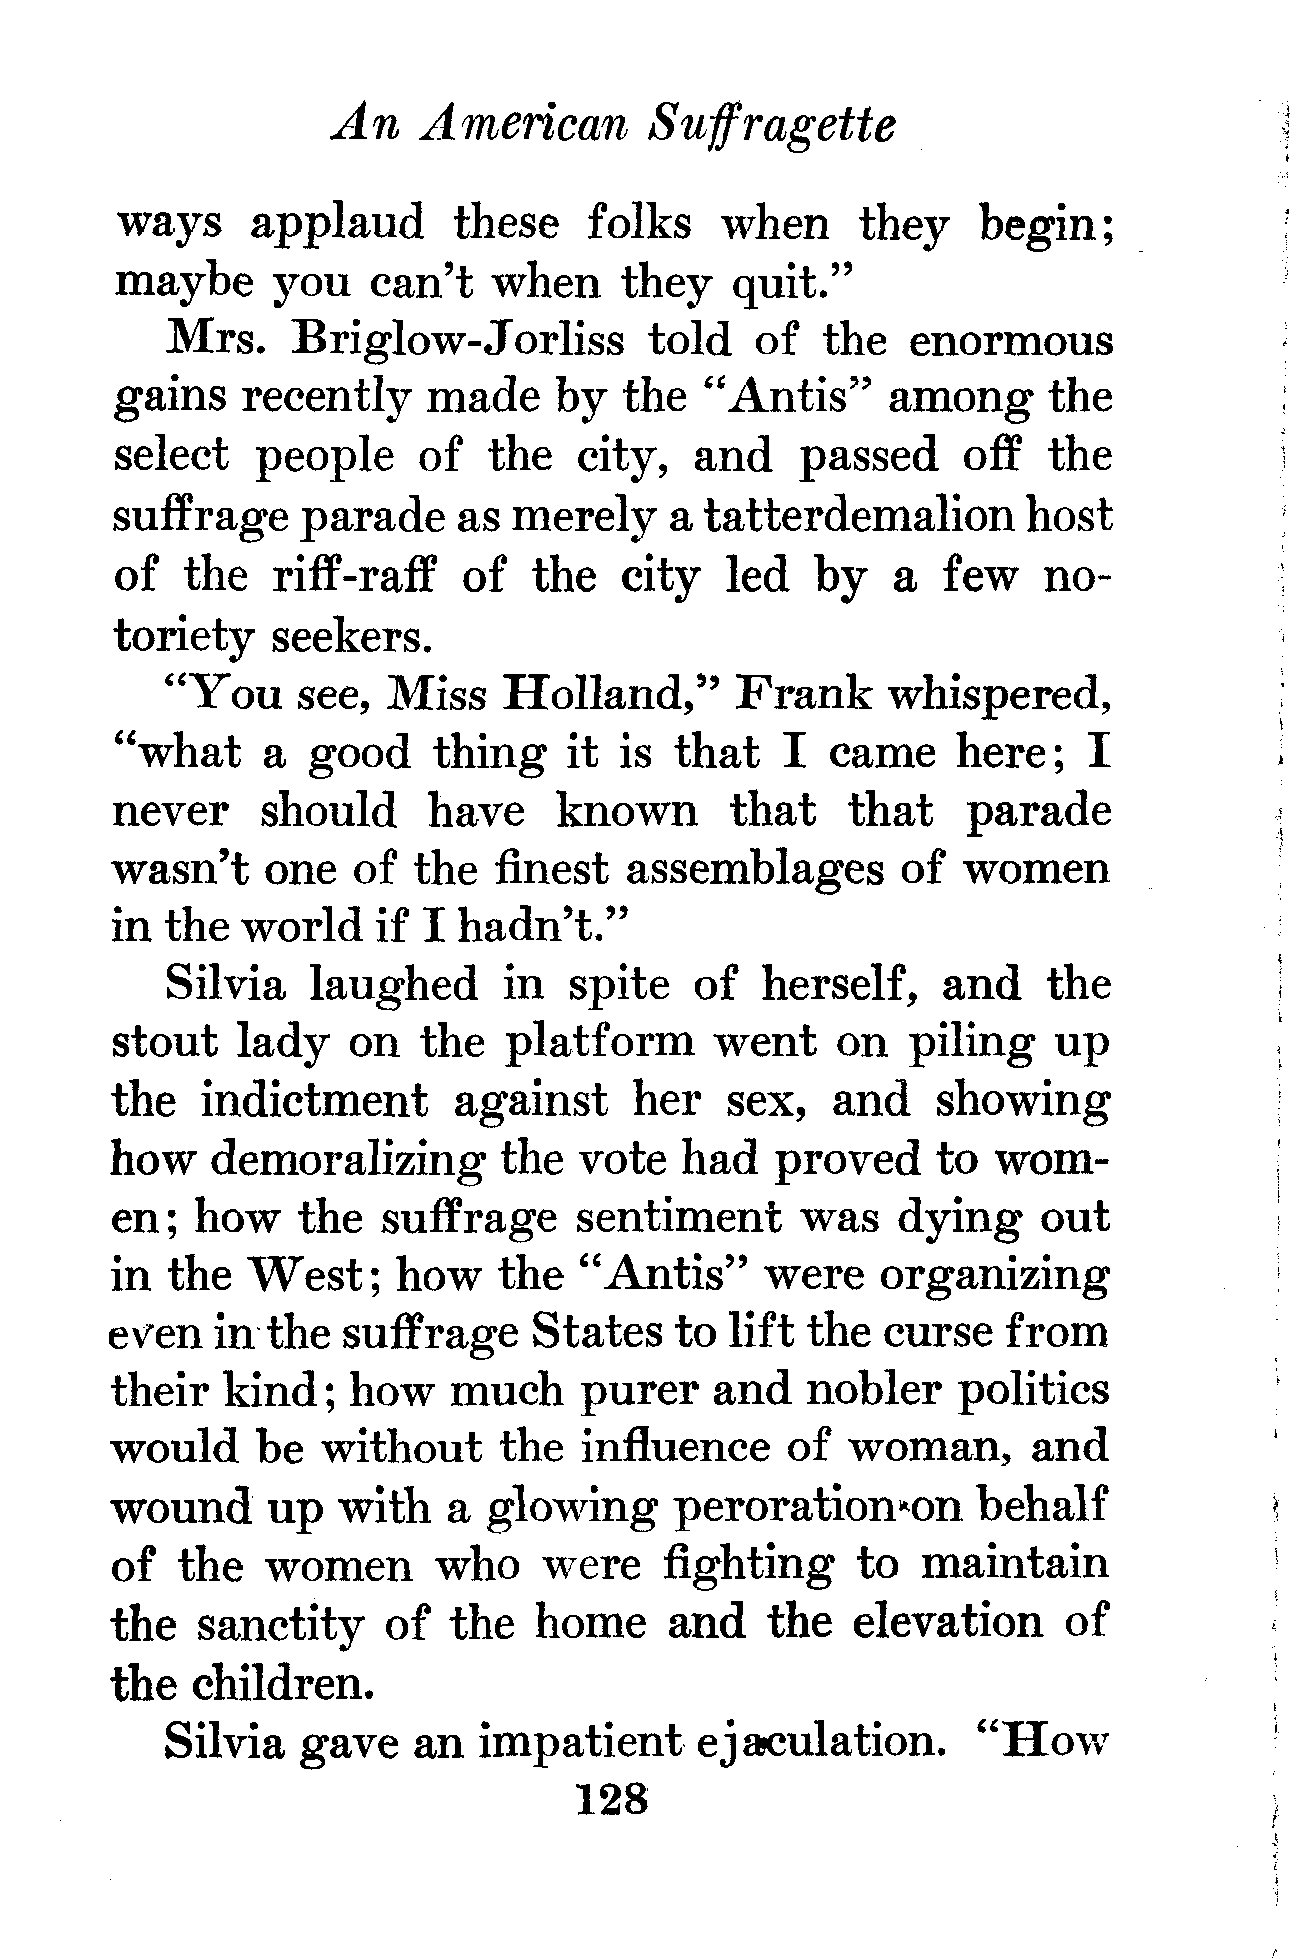 An American Suffragette
ways applaud these folks when they begin;
maybe you can't when they quit."
Mrs. Briglow-Jorliss told of the enormous
gains recently made by the "Antis" among the
select people of the city, and passed off the
suffrage parade as merely a tatterdemalion host
of the riff-raff of the city led by a few no-
toriety seekers.
"You see, Miss Holland," Frank whispered,
"what a good thing it is that I came here; I
never should have known that that parade
wasn't one of the finest assemblages of women
in the world if I hadn't."
Silvia laughed in spite of herself, and the
stout lady on the platform went on piling up
the indictment against her sex, and showing
how demoralizing the vote had proved to wom-
en; how the suffrage sentiment was dying out
in the West; how the "Antis" were organizing
even in the suffrage States to lift the curse from
their kind; how much purer and nobler politics
would be without the influence of woman, and
wound up with a glowing peroration on behalf
of the women who were fighting to maintain
the sanctity of the home and the elevation of
the children.
Silvia gave an impatient ejaculation. "How
128